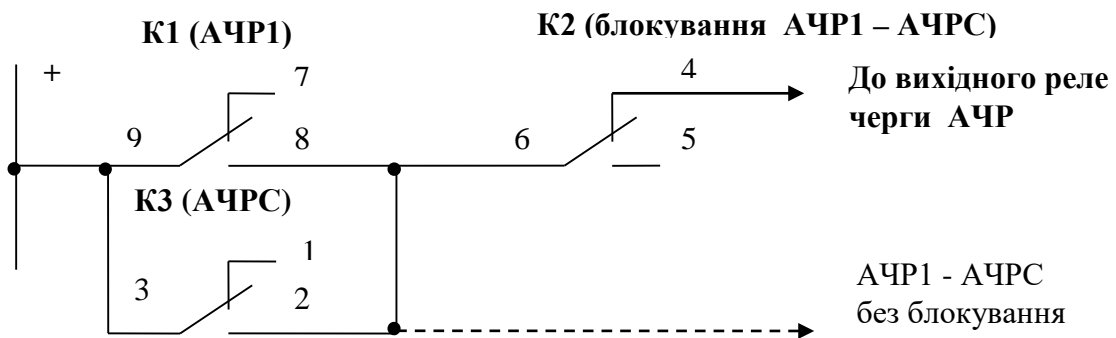 К1 (АЧР1)
К2 (блокування АЧР1 – АЧРС)
+
7
4
До вихідного реле
черги АЧР
9
8
6
5
К3 (АЧРС)
1
3
2
АЧР1 - АЧРС
без блокування